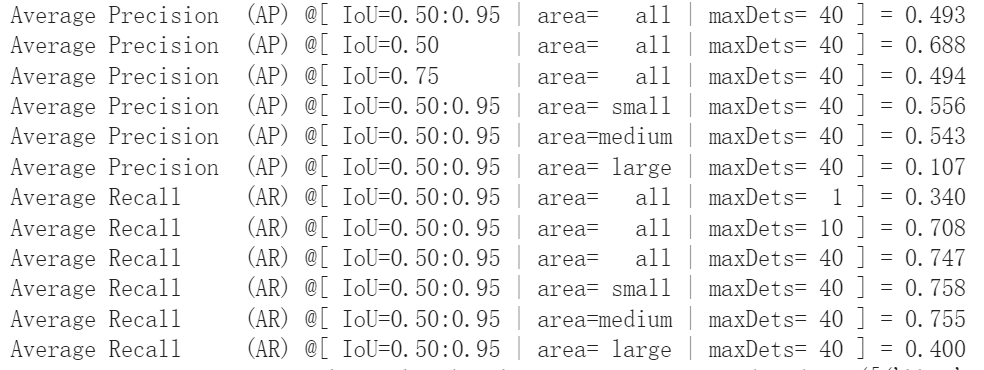 Average Precision  (AP) @[ IoU=0.50:0.95 | area=   all | maxDets= 40 ] = 0.493
Average Precision  (AP) @[ IoU=0.50      | area=   all | maxDets= 40 ] = 0.688
Average Precision  (AP) @[ IoU=0.75      | area=   all | maxDets= 40 ] = 0.494
Average Precision  (AP) @[ IoU=0.50:0.95 | area= small | maxDets= 40 ] = 0.556
Average Precision  (AP) @[ IoU=0.50:0.95 | area=medium | maxDets= 40 ] = 0.543
Average Precision  (AP) @[ IoU=0.50:0.95 | area= large | maxDets= 40 ] = 0.107
Average Recall     (AR) @[ IoU=0.50:0.95 | area=   all | maxDets=  1 ] = 0.340
Average Recall     (AR) @[ IoU=0.50:0.95 | area=   all | maxDets= 10 ] = 0.708
Average Recall     (AR) @[ IoU=0.50:0.95 | area=   all | maxDets= 40 ] = 0.747
Average Recall     (AR) @[ IoU=0.50:0.95 | area= small | maxDets= 40 ] = 0.758
Average Recall     (AR) @[ IoU=0.50:0.95 | area=medium | maxDets= 40 ] = 0.755
Average Recall     (AR) @[ IoU=0.50:0.95 | area= large | maxDets= 40 ] = 0.400